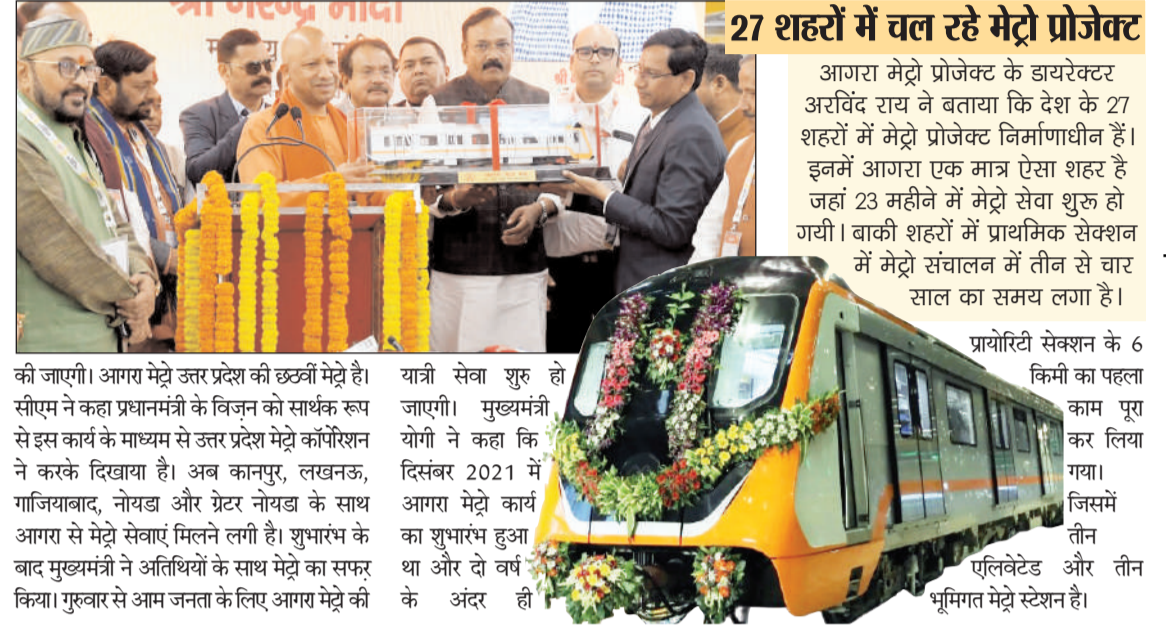 श्री नरेन्द्र मोदी
27 शहरों में चल रहे मेट्रो प्रोजेक्ट
आगरा मेट्रो प्रोजेक्ट के डायरेक्टर
अरविंद राय ने बताया कि देश के 27
शहरों में मेट्रो प्रोजेक्ट निर्माणाधीन हैं।
इनमें आगरा एक मात्र ऐसा शहर है
जहां 23 महीने में मेट्रो सेवा शुरू हो
गयी। बाकी शहरों में प्राथमिक सेक्शन
में मेट्रो संचालन में तीन से चार
साल का समय लगा है।
की जाएगी। आगरा मेट्रो उत्तर प्रदेश की छठवीं मेट्रो है।
सीएम ने कहा प्रधानमंत्री के विज़न को सार्थक रूप
से इस कार्य के माध्यम से उत्तर प्रदेश मेट्रो कॉर्पोरेशन
ने करके दिखाया है। अब कानपुर, लखनऊ,
गाजियाबाद, नोयडा और ग्रेटर नोयडा के साथ
आगरा से मेट्रो सेवाएं मिलने लगी है। शुभारंभ के
बाद मुख्यमंत्री ने अतिथियों के साथ मेट्रो का सफर
किया। गुरुवार से आम जनता के लिए आगरा मेट्रो की
यात्री सेवा शुरु हो
जाएगी। मुख्यमंत्री
योगी ने कहा कि
दिसंबर 2021 में
आगरा मेट्रो कार्य
का शुभारंभ हुआ
था और दो वर्ष
के अंदर ही
प्रायोरिटी सेक्शन के 6
किमी का पहला
काम पूरा
कर लिया
गया।
जिसमें
तीन
एलिवेटेड और तीन
भूमिगत मेट्रो स्टेशन है।